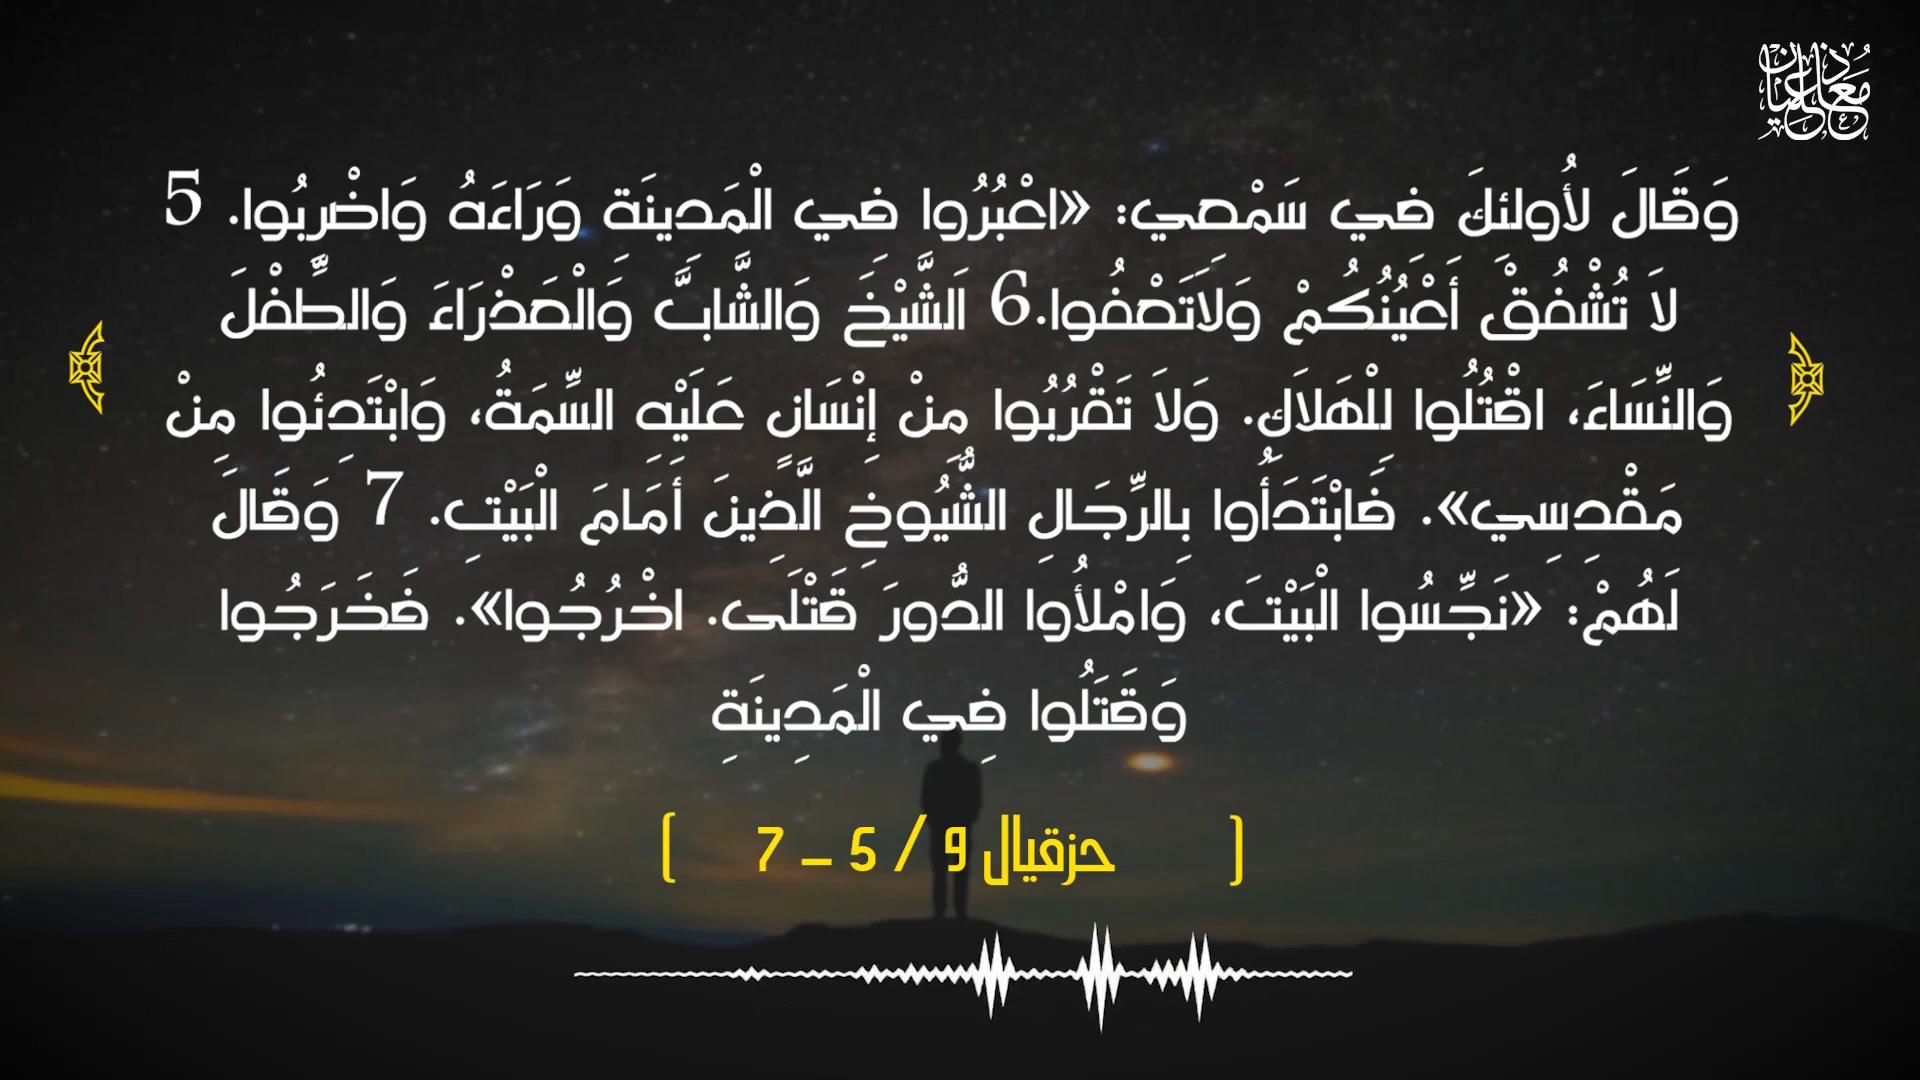 معاذ عليان
5 وَقَالَ لأُولئِكَ فِي سَمْعِي: «اعْبُرُوا فِي الْمَدِينَةِ وَرَاءَهُ وَاضْرِبُوا.
لاَ تُشْفُقْ أَعْيُنُكُمْ وَلاَتَعْفُوا.6 اَلشَّيْخَ وَالشَّابَّ وَالْعَذْرَاءَ وَالطِّفْلَ
وَالنِّسَاءَ، اقْتُلُوا لِلْهَلاَكِ. وَلاَ تَقْرُبُوا مِنْ إِنْسَانٍ عَلَيْهِ السِّمَةُ، وَابْتَدِئُوا مِنْ
مَقْدِسِي». فَابْتَدَأُوا بِالرِّجَالِ الشُّيُوخِ الَّذِينَ أَمَامَ الْبَيْتِ. 7 وَقَالَ
لَهُمْ: «نَجِّسُوا الْبَيْتَ، وَامْلأُوا الدُّورَ قَتْلَى. اخْرُجُوا». فَخَرَجُوا
وَقَتَلُوا فِي الْمَدِينَةِ
( حزقيال 9 / 5 – 7 )